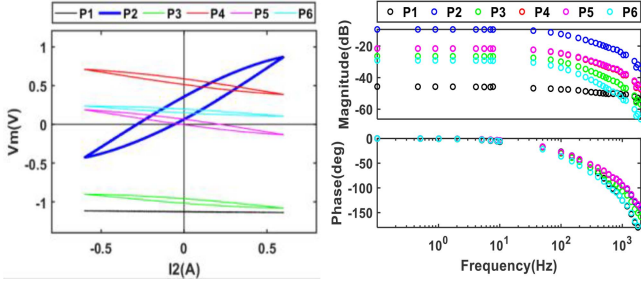 P1 P2 P3 P4 P5 P6
1
0.5
0
-0.5
-1
Vm(V)
-0.5 0 0.5
I2(A)
P1 P2 P3 P4 P5 P6
-20
-40
-60
Magnitude(dB)
0
-50
-100
-150
Phase(deg)
10^0 10^1 10^2 10^3
Frequency(Hz)